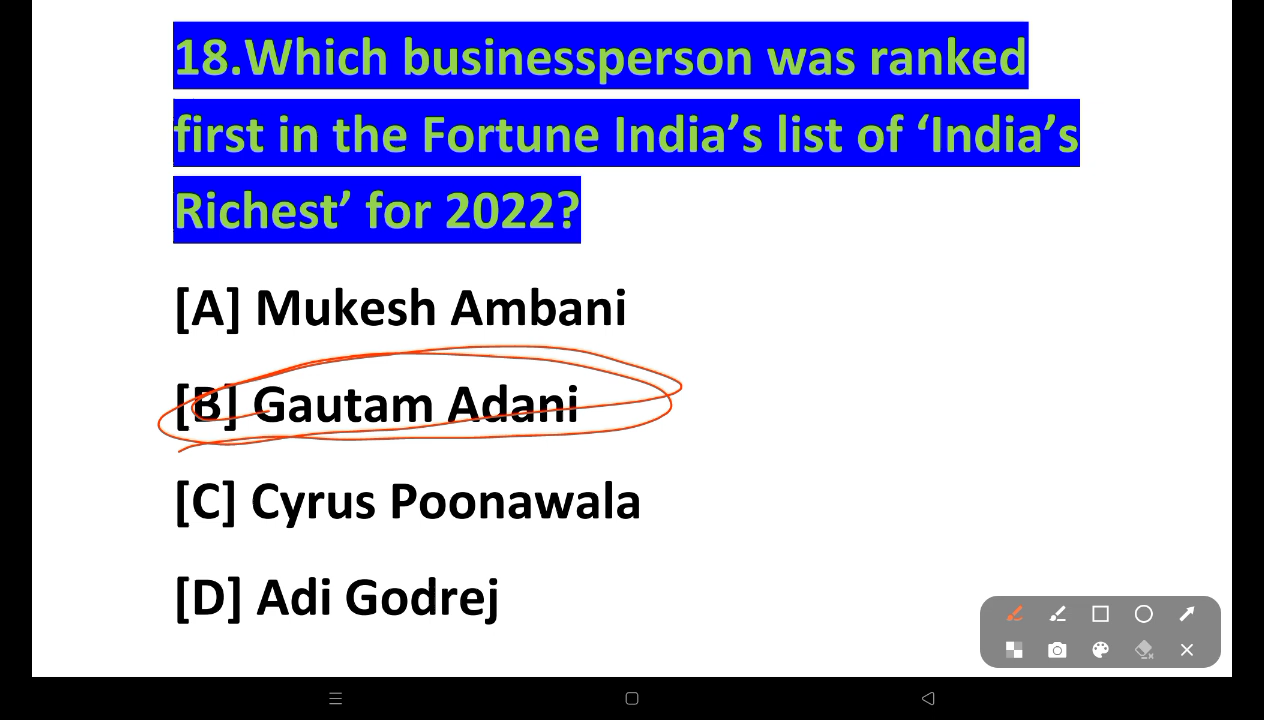 18.Which businessperson was ranked
first in the Fortune India’s list of ‘India’s
Richest’ for 2022?
[A] Mukesh Ambani
[B] Gautam Adani
[C] Cyrus Poonawala
[D] Adi Godrej